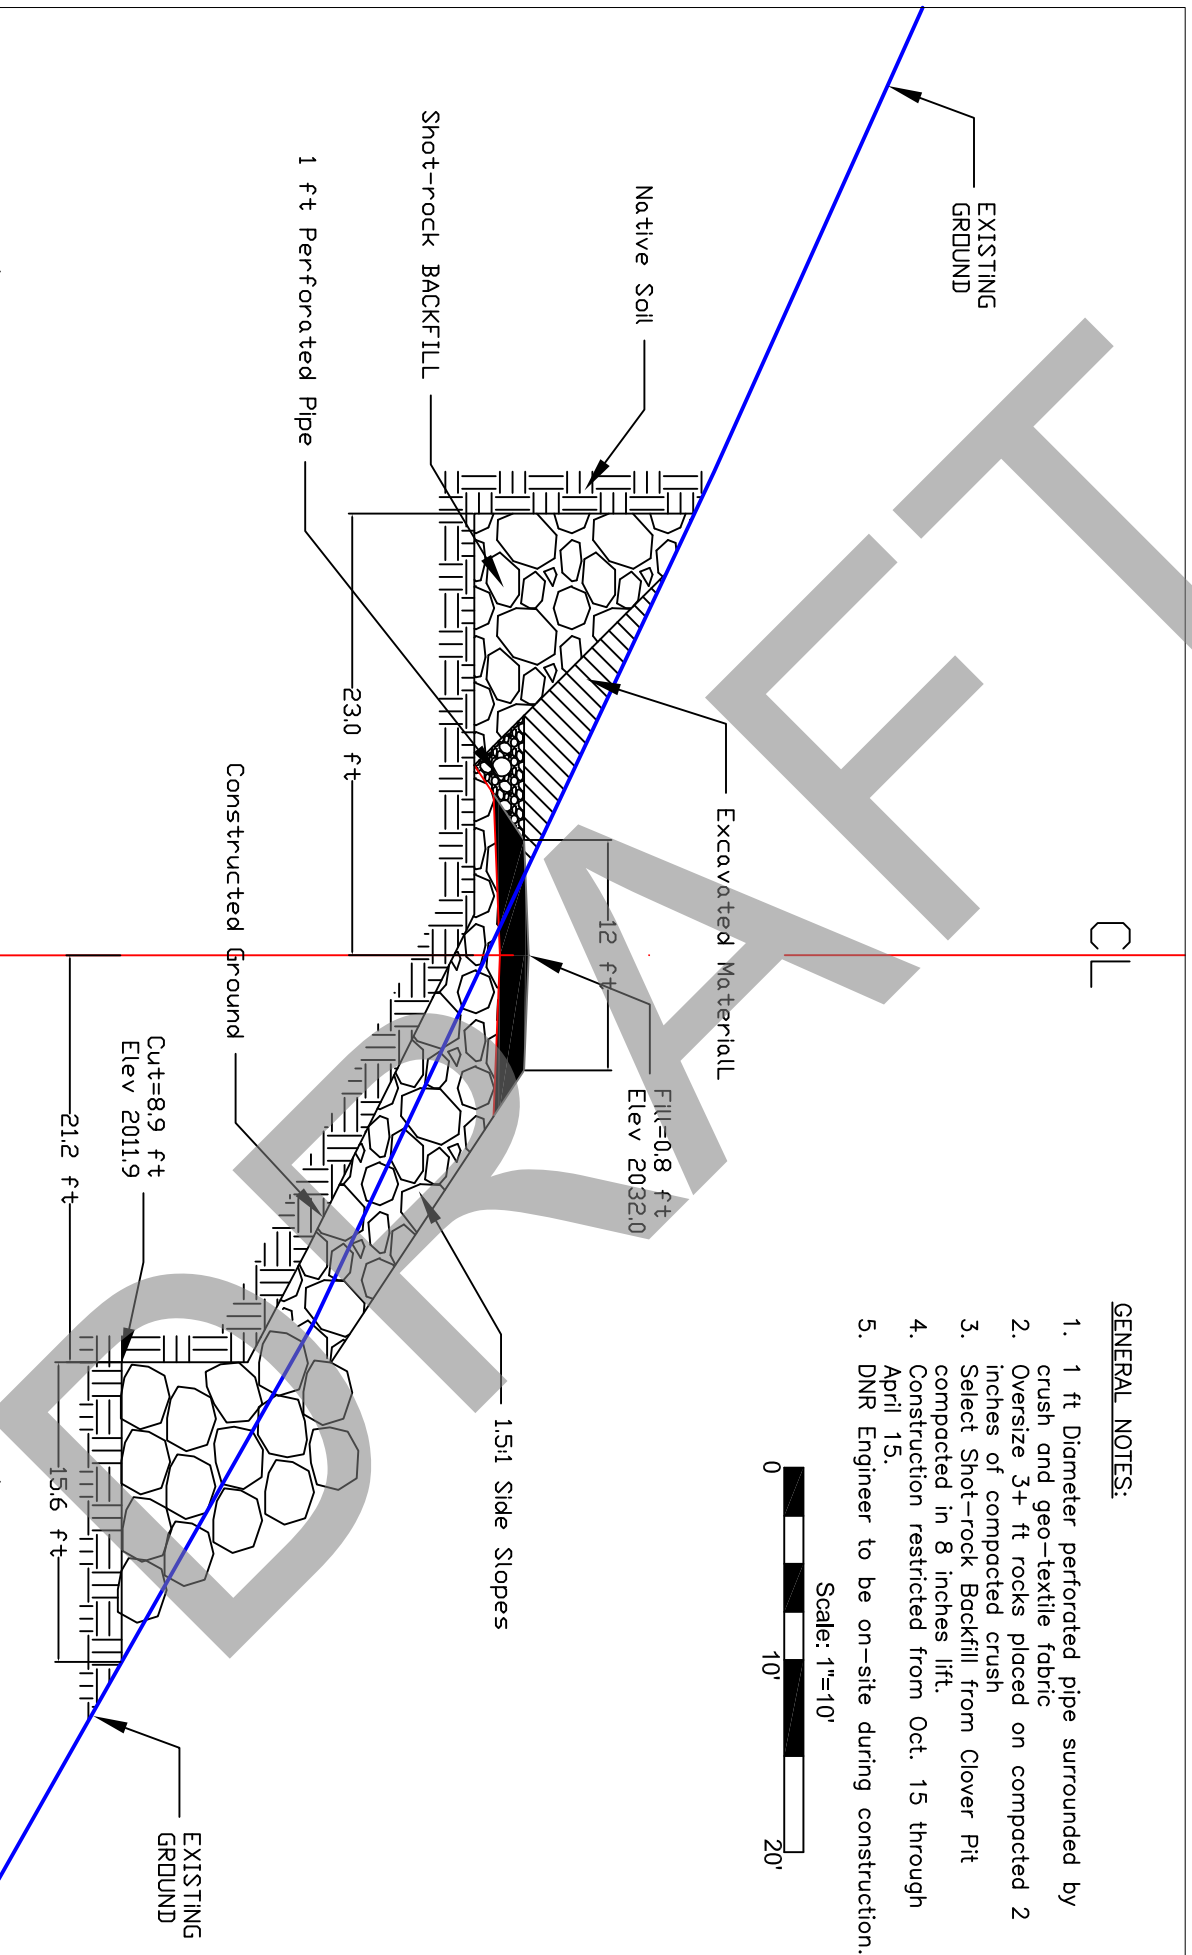 CL
EXISTING
GROUND
Native Soil
Shot-rock BACKFILL
1 ft Perforated Pipe
Excavated MaterialL
12 ft
Fill=0.8 ft
Elev 2032.0
23.0 ft
Constructed Ground
Cut=8.9 ft
Elev 2011.9
21.2 ft
15.6 ft
1.5:1 Side Slopes
EXISTING
GROUND
GENERAL NOTES:
1. 1 ft Diameter perforated pipe surrounded by
crush and geo-textile fabric
2. Oversize 3+ ft rocks placed on compacted 2
inches of compacted crush
3. Select Shot-rock Backfill from Clover Pit
compacted in 8 inches lift.
4. Construction restricted from Oct. 15 through
April 15.
5. DNR Engineer to be on-site during construction.
Scale: 1"=10'
0 10' 20'
DRAFT